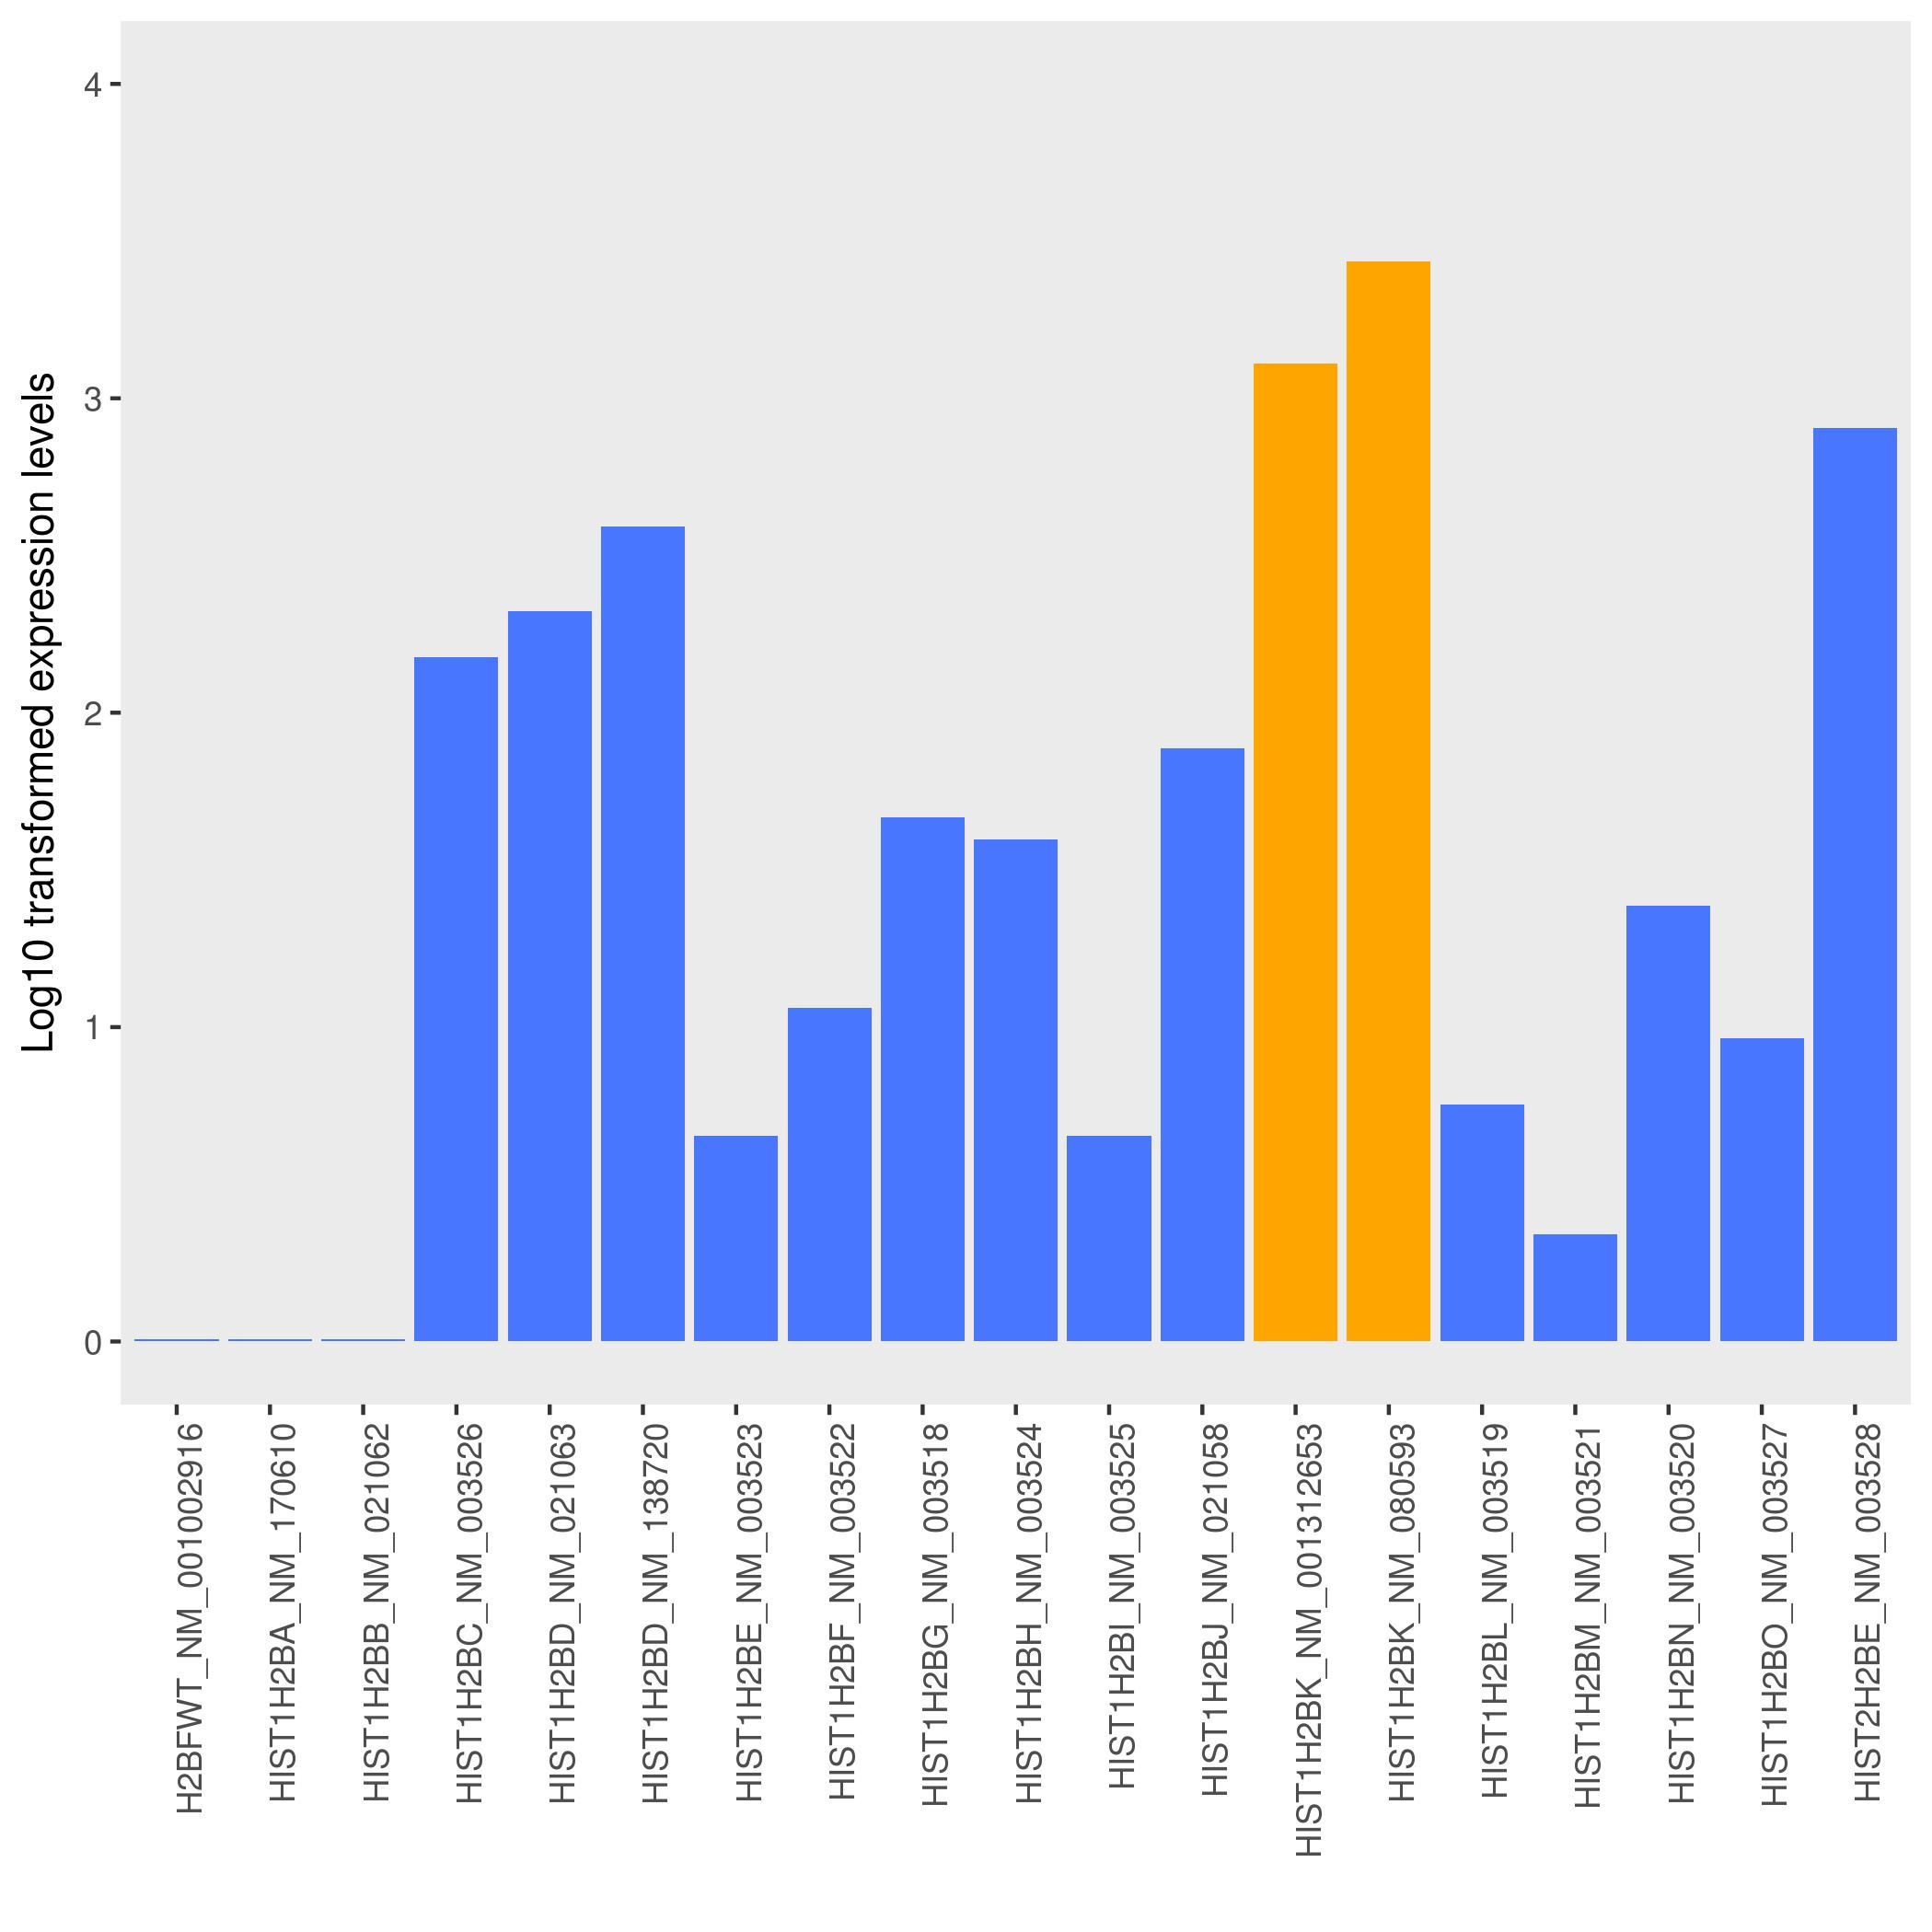 Log10 transformed expression levels
4
3
2
1
0
H2BFWT_NM_001002916
HIST1H2BA_NM_170610
HIST1H2BB_NM_021062
HIST1H2BC_NM_003526
HIST1H2BD_NM_021063
HIST1H2BD_NM_138720
HIST1H2BE_NM_003523
HIST1H2BF_NM_003522
HIST1H2BG_NM_003518
HIST1H2BH_NM_003524
HIST1H2BI_NM_003525
HIST1H2BJ_NM_021058
HIST1H2BK_NM_001312653
HIST1H2BK_NM_080593
HIST1H2BL_NM_003519
HIST1H2BM_NM_003521
HIST1H2BN_NM_003520
HIST1H2BO_NM_003527
HIST2H2BE_NM_003528